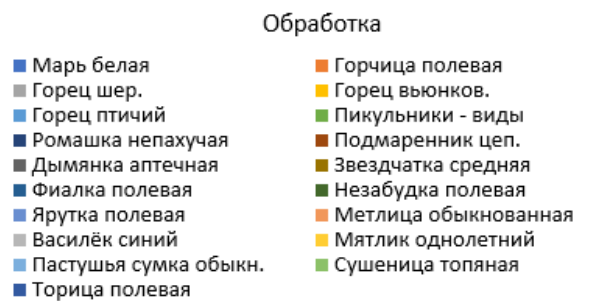 Обработка
Марь белая
Горчица полевая
Горец шер.
Горец вьюнков.
Горец птичий
Пикульники - виды
Ромашка непахучая
Подмаренник цеп.
Дымянка аптечная
Звездчатка средняя
Фиалка полевая
Незабудка полевая
Ярутка полевая
Метлица обыкнованная
Василёк синий
Мятлик однолетний
Пастушья сумка обыкн.
Сушеница топяная
Торица полевая